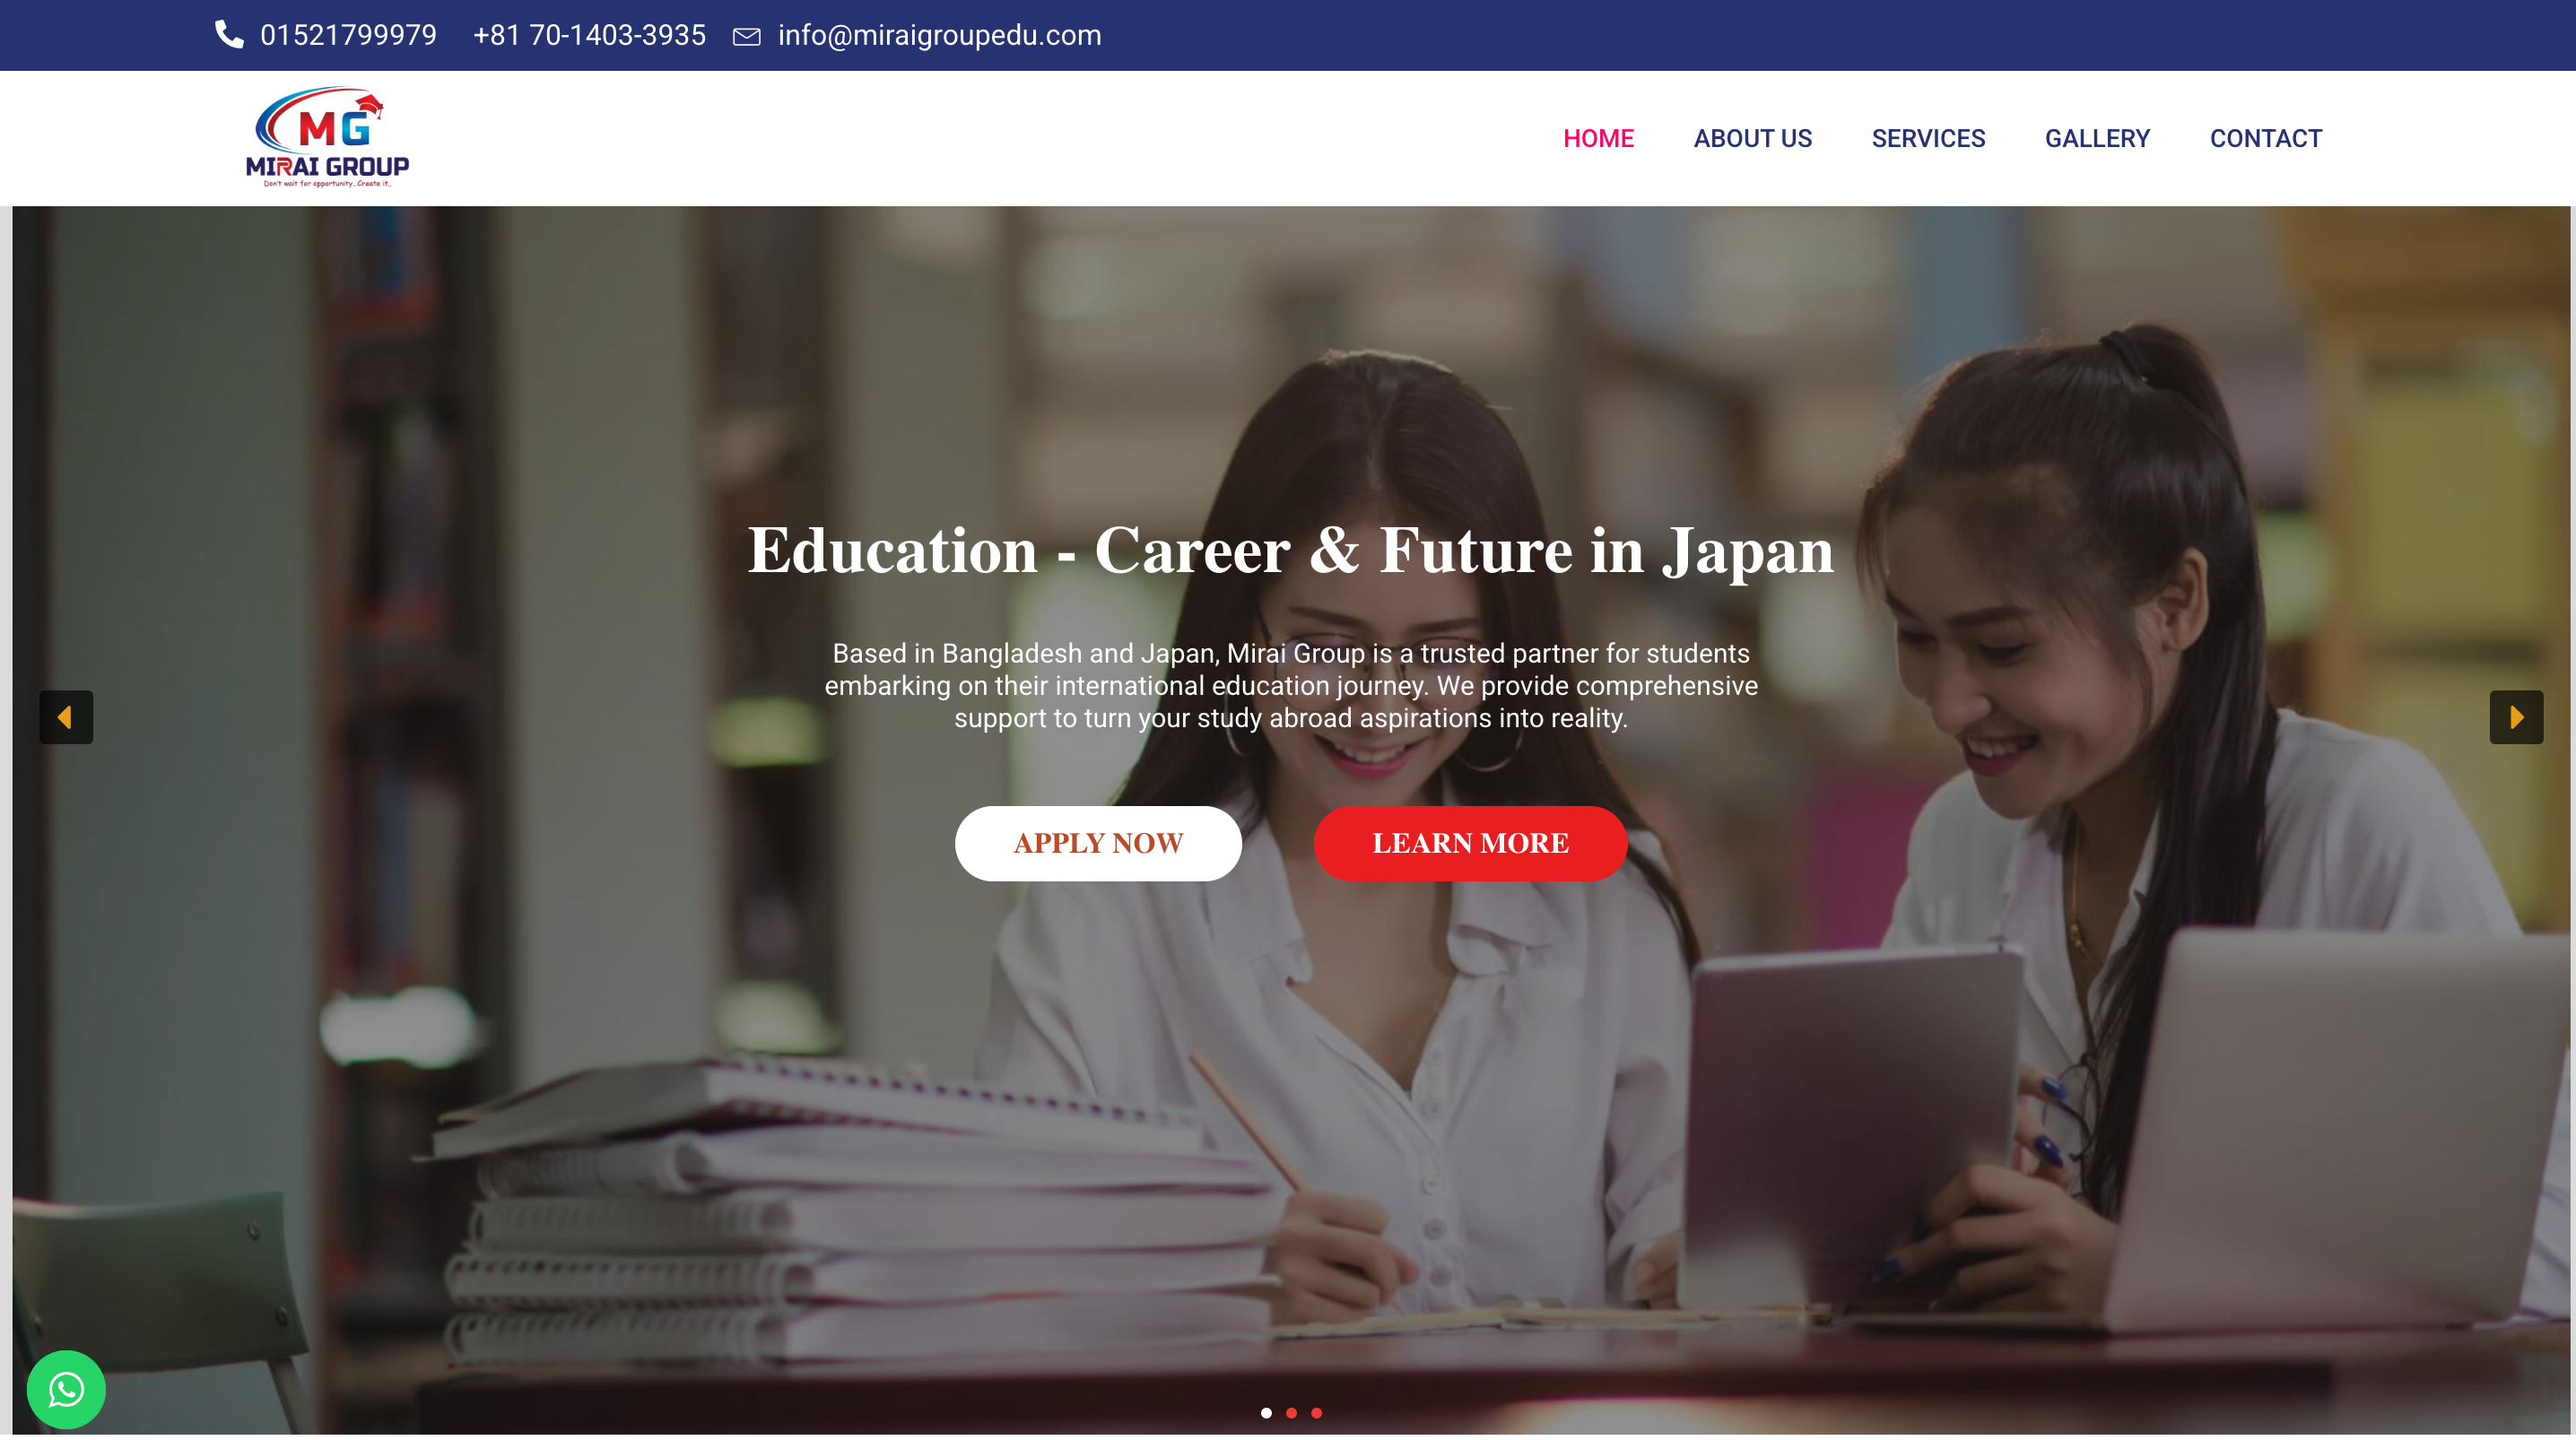 01521799979 +81 70-1403-3935 info@miraigroupedu.com
MG
MIRAI GROUP
Don't wait for opportunity,..Create it..
HOME ABOUT US SERVICES GALLERY CONTACT
Education - Career & Future in Japan
Based in Bangladesh and Japan, Mirai Group is a trusted partner for students
embarking on their international education journey. We provide comprehensive
support to turn your study abroad aspirations into reality.
APPLY NOW LEARN MORE